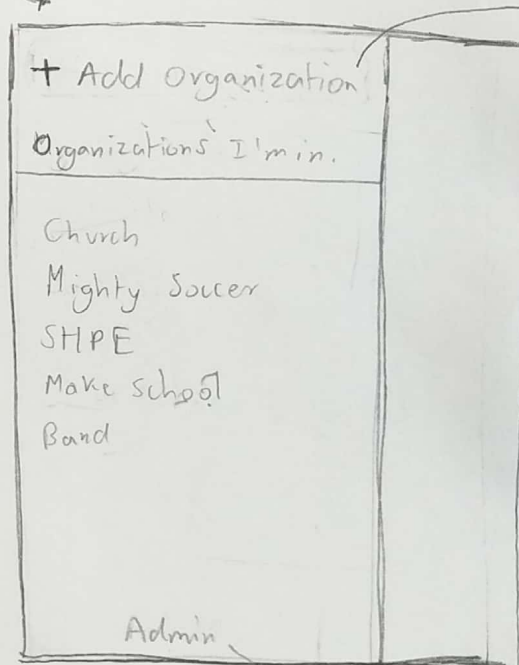 + Add Organization
Organizations I'm in.
Church
Mighty Soccer
SHPE
Make School
Band
Admin